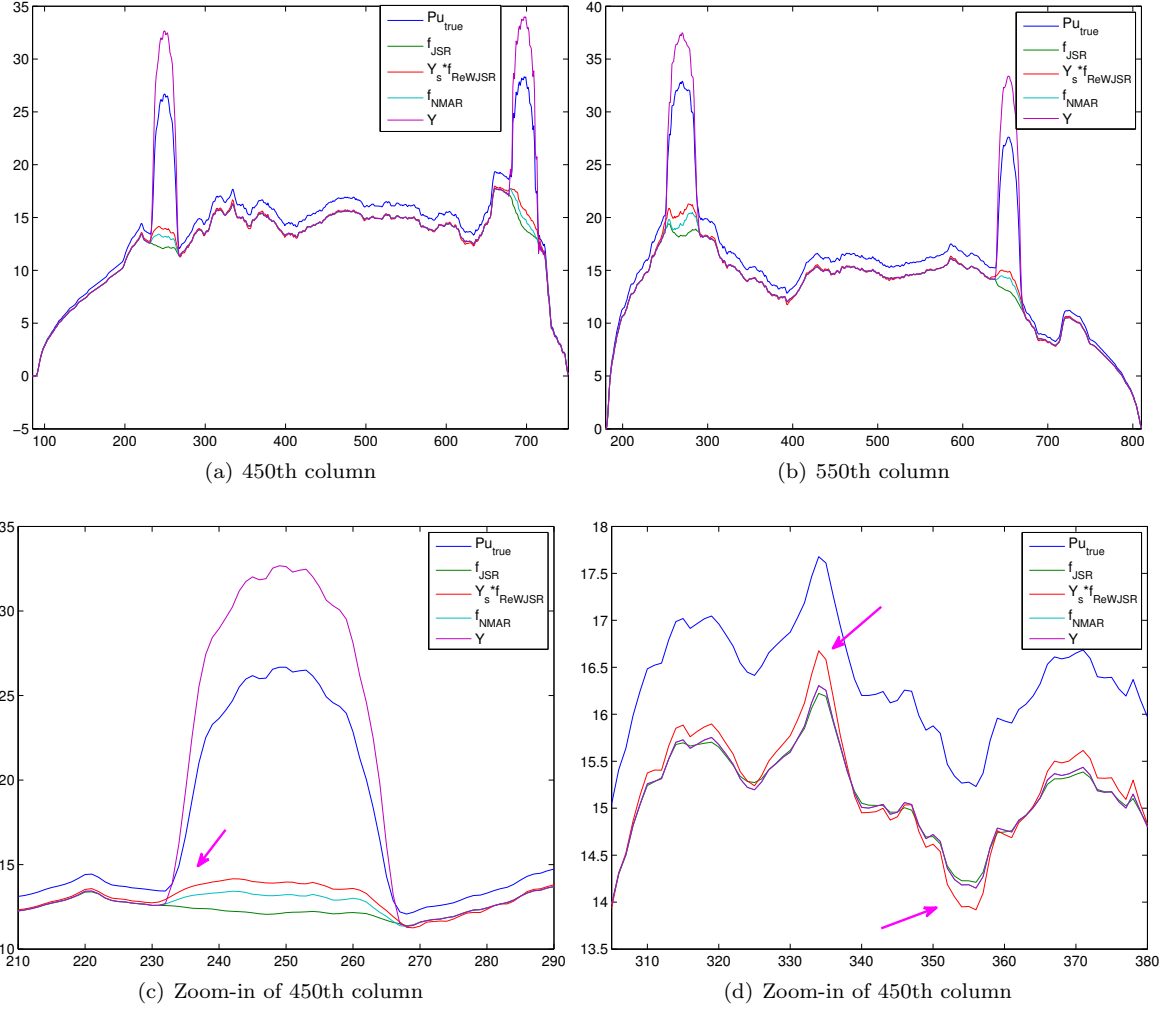 35
30
25
20
15
10
5
0
−5
100 200 300 400 500 600 700
Pu_true
f_JSR
Y_s*f_ReWJSR
f_NMAR
Y
(a) 450th column
40
35
30
25
20
15
10
5
0
200 300 400 500 600 700 800
Pu_true
f_JSR
Y_s*f_ReWJSR
f_NMAR
Y
(b) 550th column
35
30
25
20
15
10
210 220 230 240 250 260 270 280 290
Pu_true
f_JSR
Y_s*f_ReWJSR
f_NMAR
Y
(c) Zoom-in of 450th column
18
17.5
17
16.5
16
15.5
15
14.5
14
13.5
310 320 330 340 350 360 370 380
Pu_true
f_JSR
Y_s*f_ReWJSR
f_NMAR
Y
(d) Zoom-in of 450th column